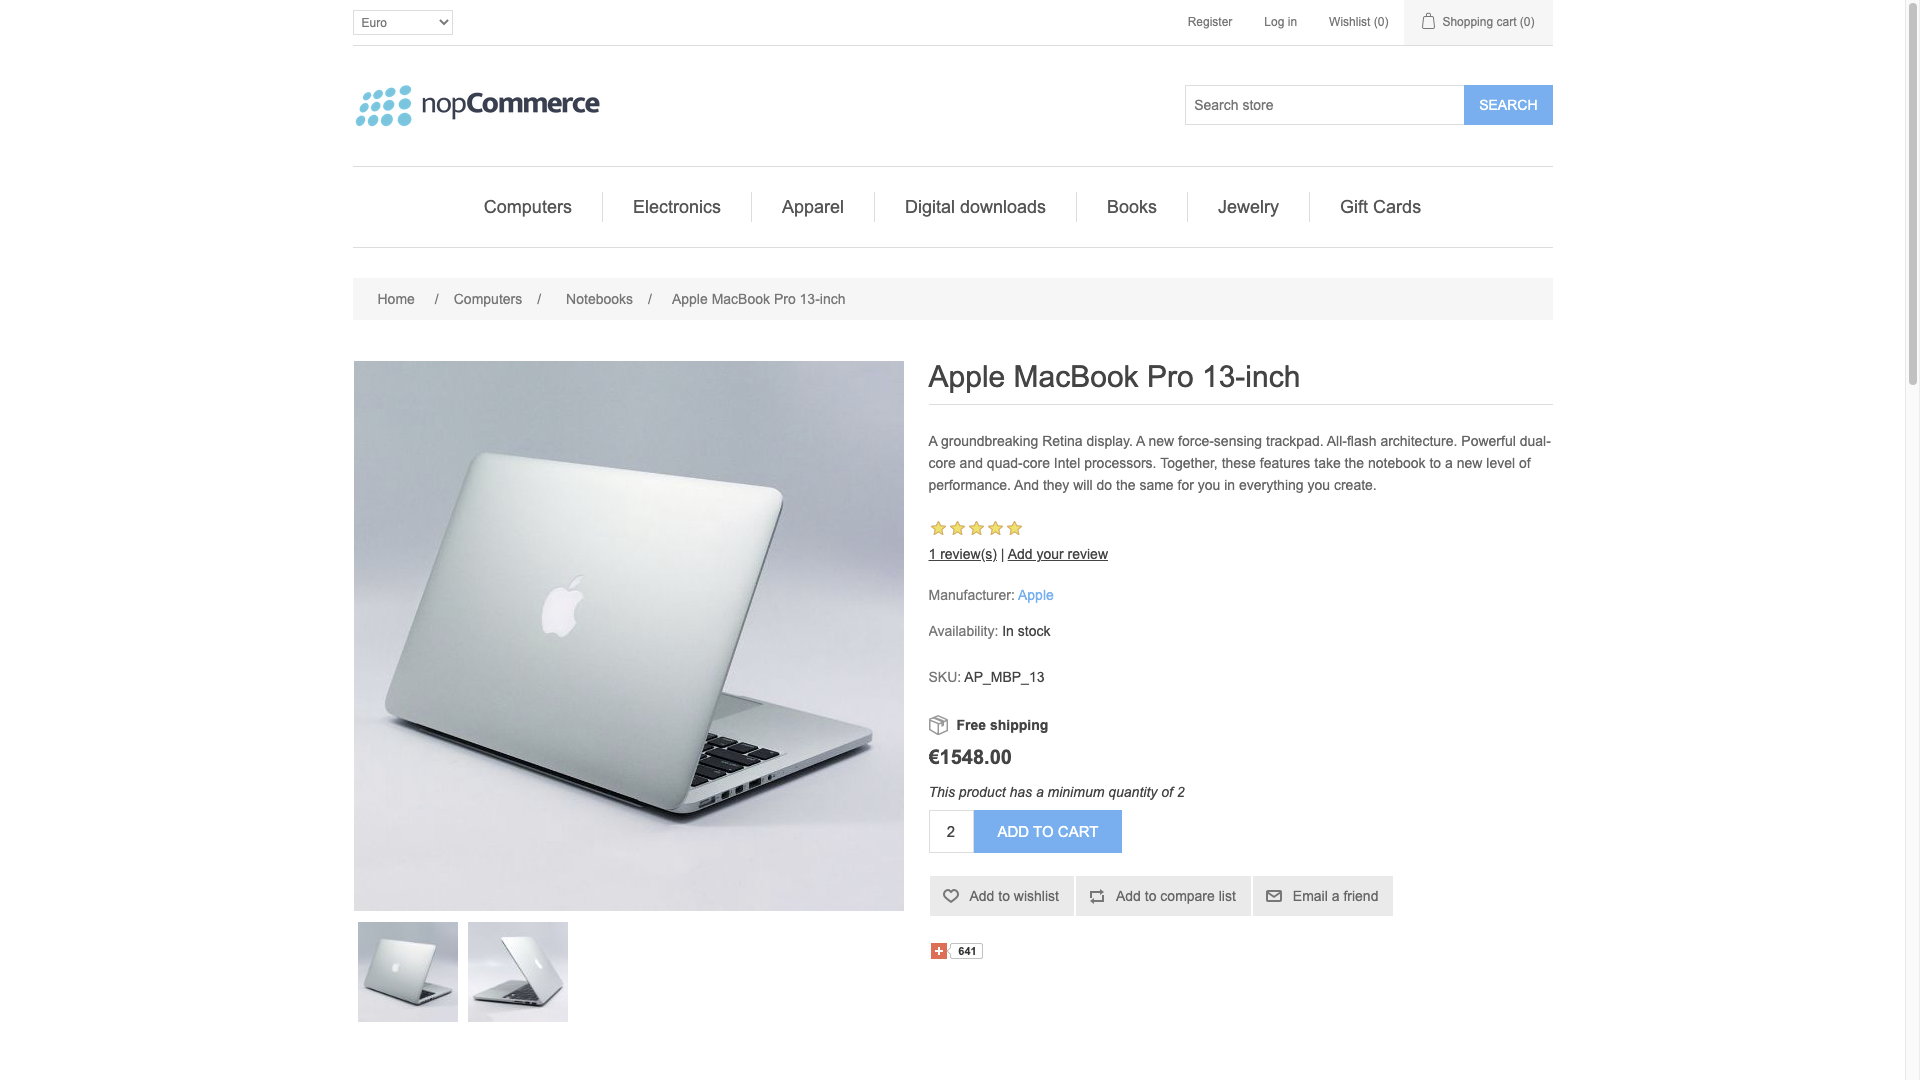 Euro
Register
Log in
Wishlist (0)
Shopping cart (0)
nopCommerce
Search store
SEARCH
Computers
Electronics
Apparel
Digital downloads
Books
Jewelry
Gift Cards
Home / Computers / Notebooks / Apple MacBook Pro 13-inch
Apple MacBook Pro 13-inch
A groundbreaking Retina display. A new force-sensing trackpad. All-flash architecture. Powerful dual-
core and quad-core Intel processors. Together, these features take the notebook to a new level of
performance. And they will do the same for you in everything you create.
1 review(s) | Add your review
Manufacturer: Apple
Availability: In stock
SKU: AP_MBP_13
Free shipping
€1548.00
This product has a minimum quantity of 2
2
ADD TO CART
Add to wishlist
Add to compare list
Email a friend
641